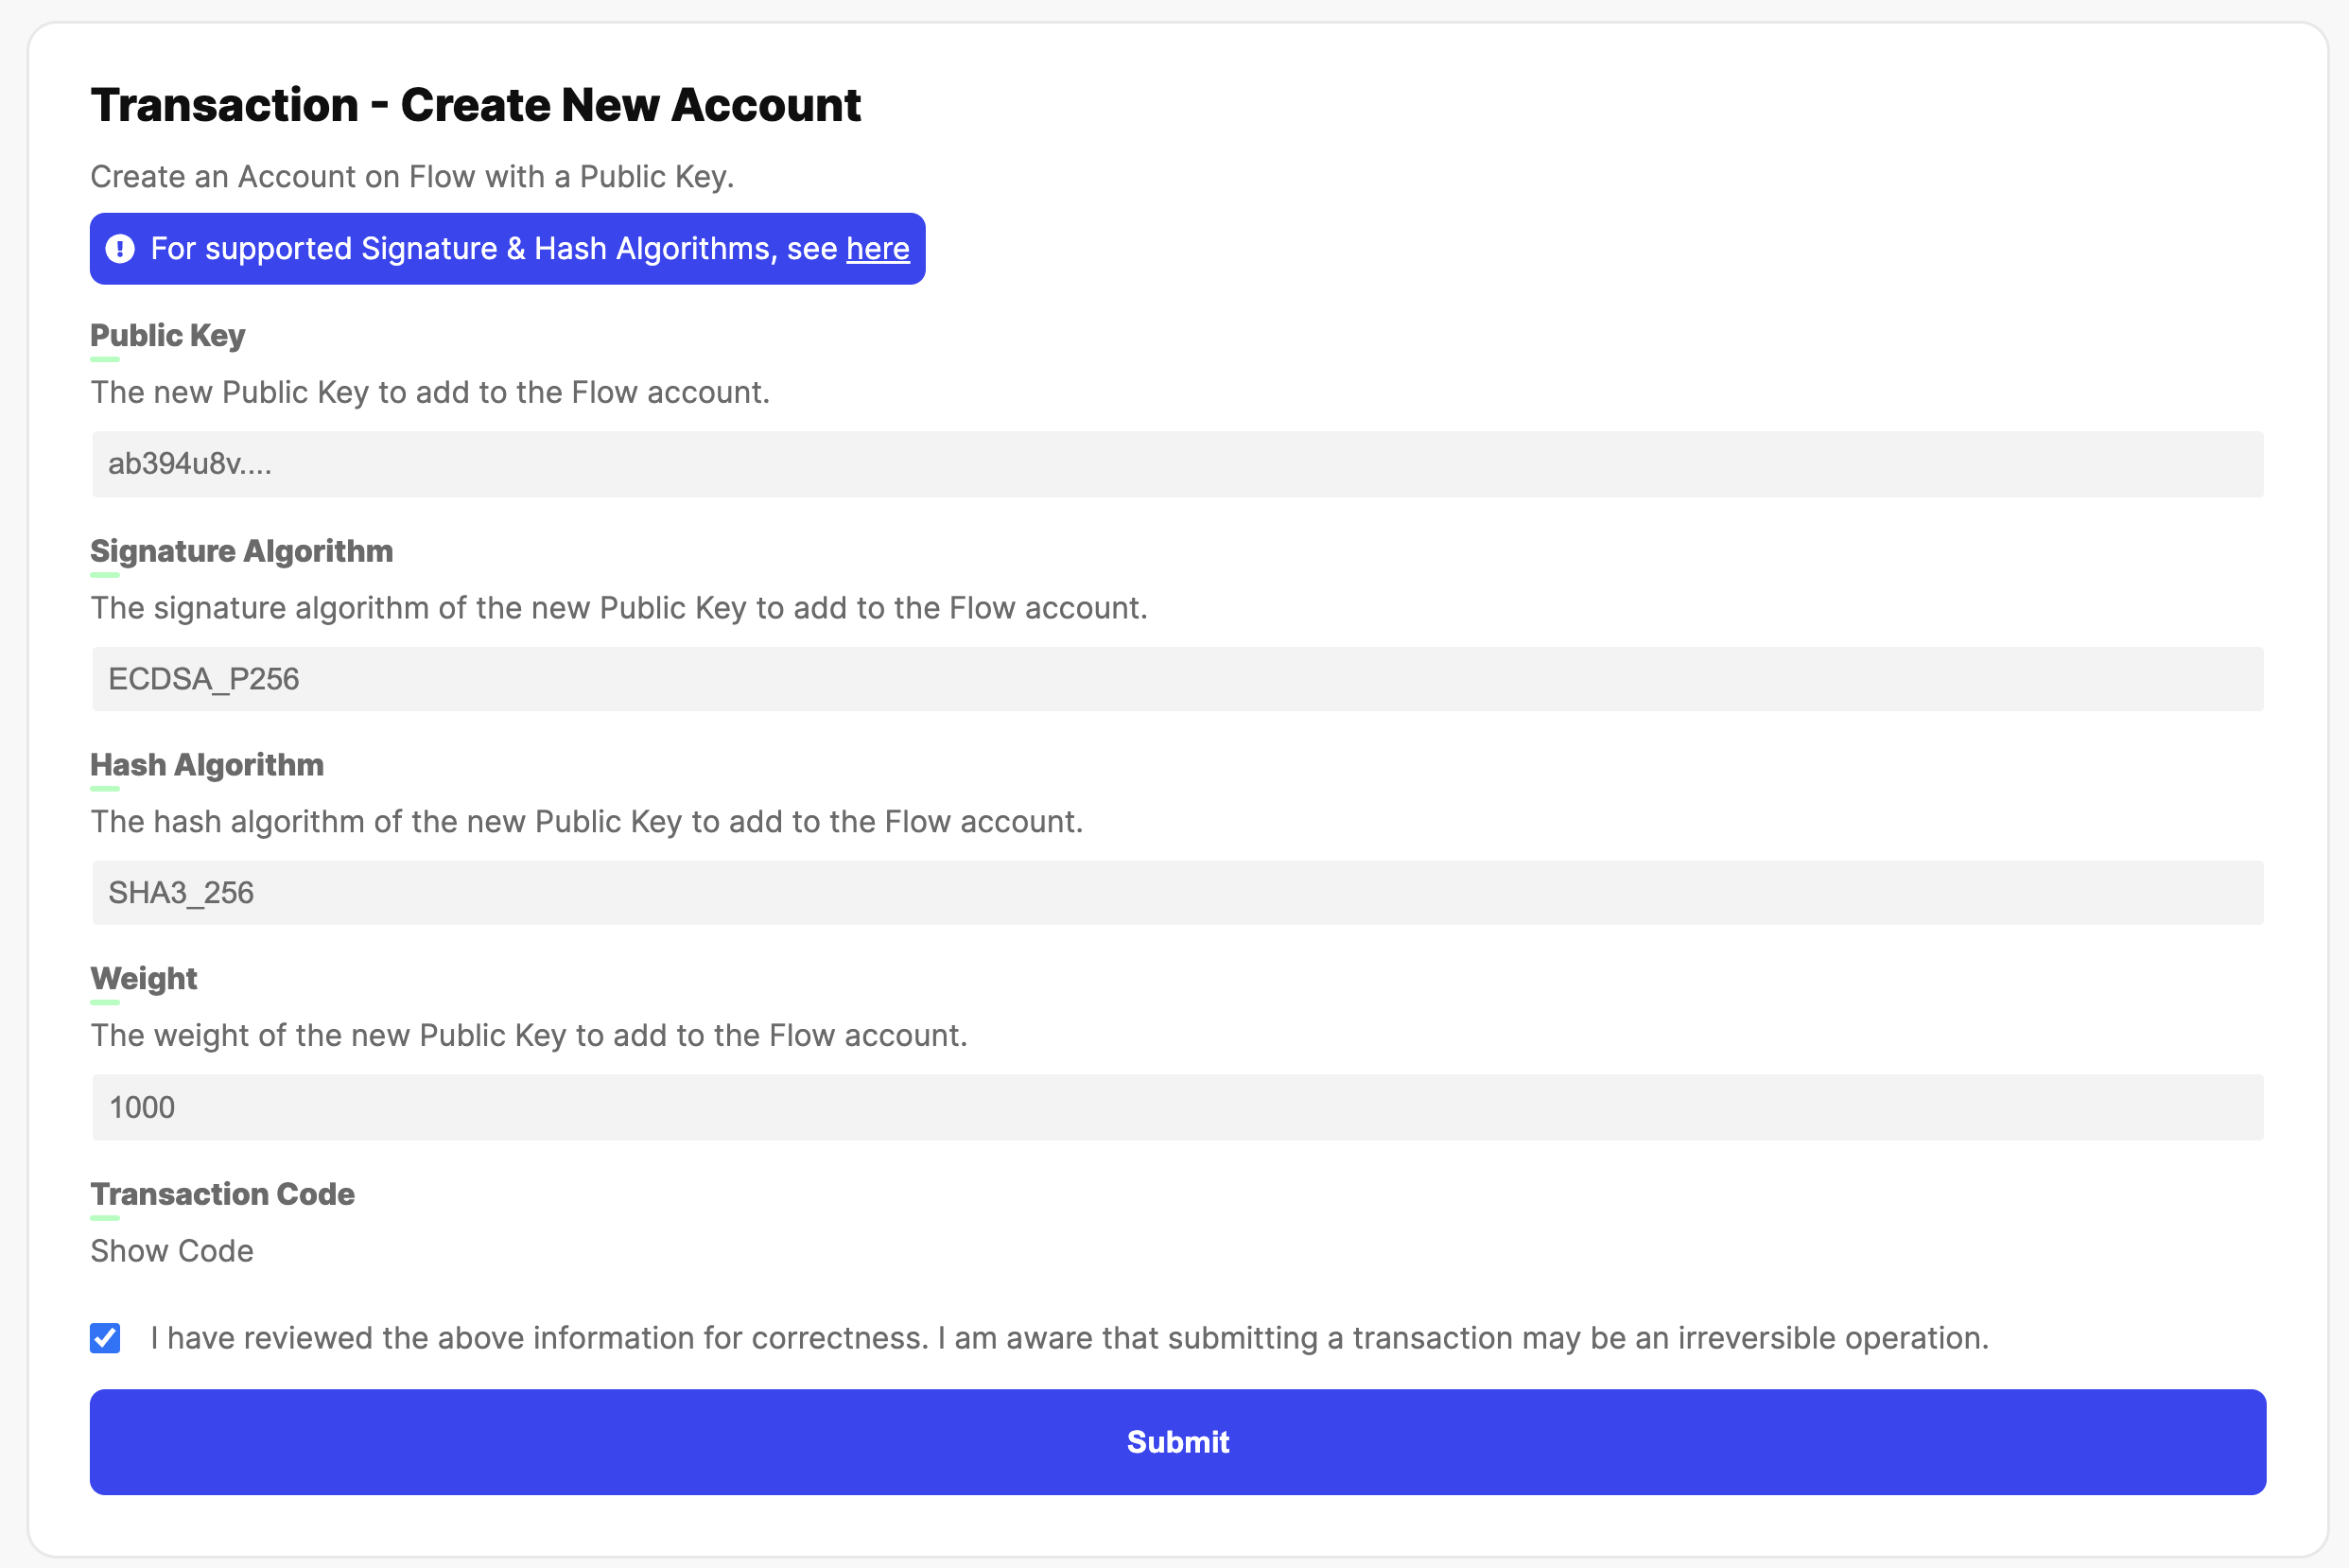 Transaction - Create New Account
Create an Account on Flow with a Public Key.
For supported Signature & Hash Algorithms, see here
Public Key
The new Public Key to add to the Flow account.
ab394u8v....
Signature Algorithm
The signature algorithm of the new Public Key to add to the Flow account.
ECDSA_P256
Hash Algorithm
The hash algorithm of the new Public Key to add to the Flow account.
SHA3_256
Weight
The weight of the new Public Key to add to the Flow account.
1000
Transaction Code
Show Code
I have reviewed the above information for correctness. I am aware that submitting a transaction may be an irreversible operation.
Submit